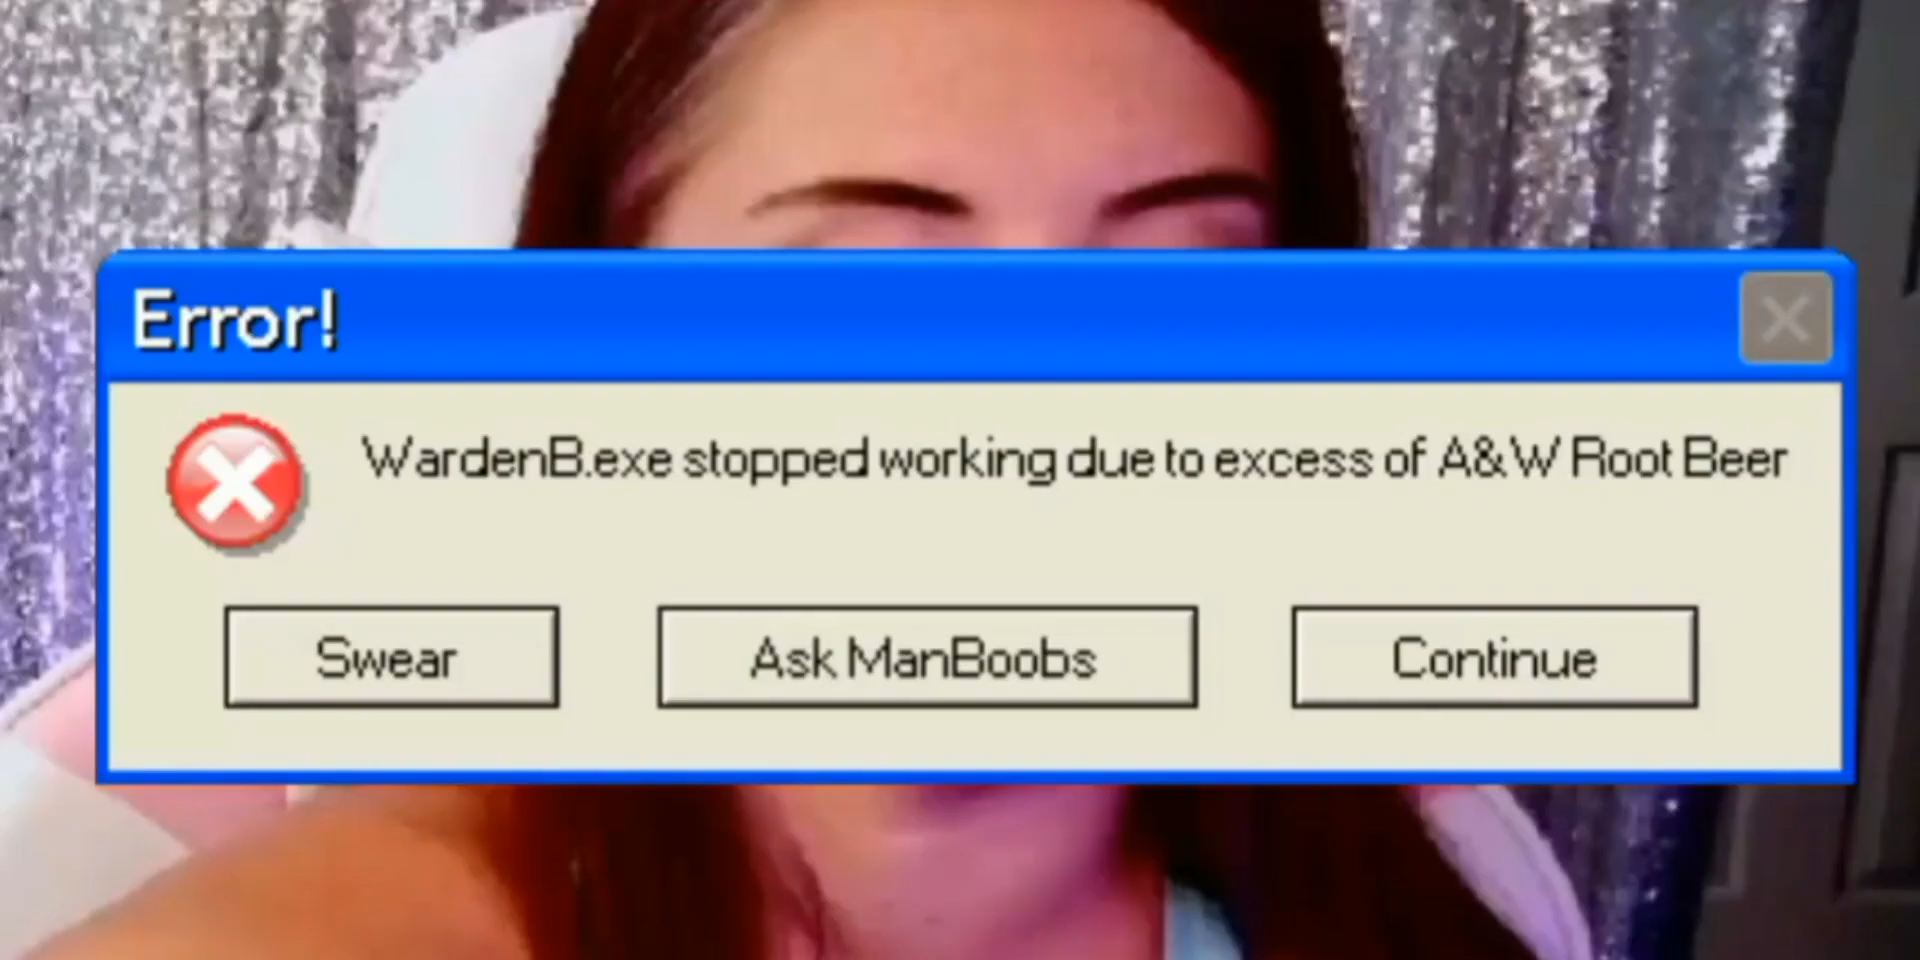 Error!
WardenB.exe stopped working due to excess of A&W Root Beer
Swear
Ask ManBoobs
Continue